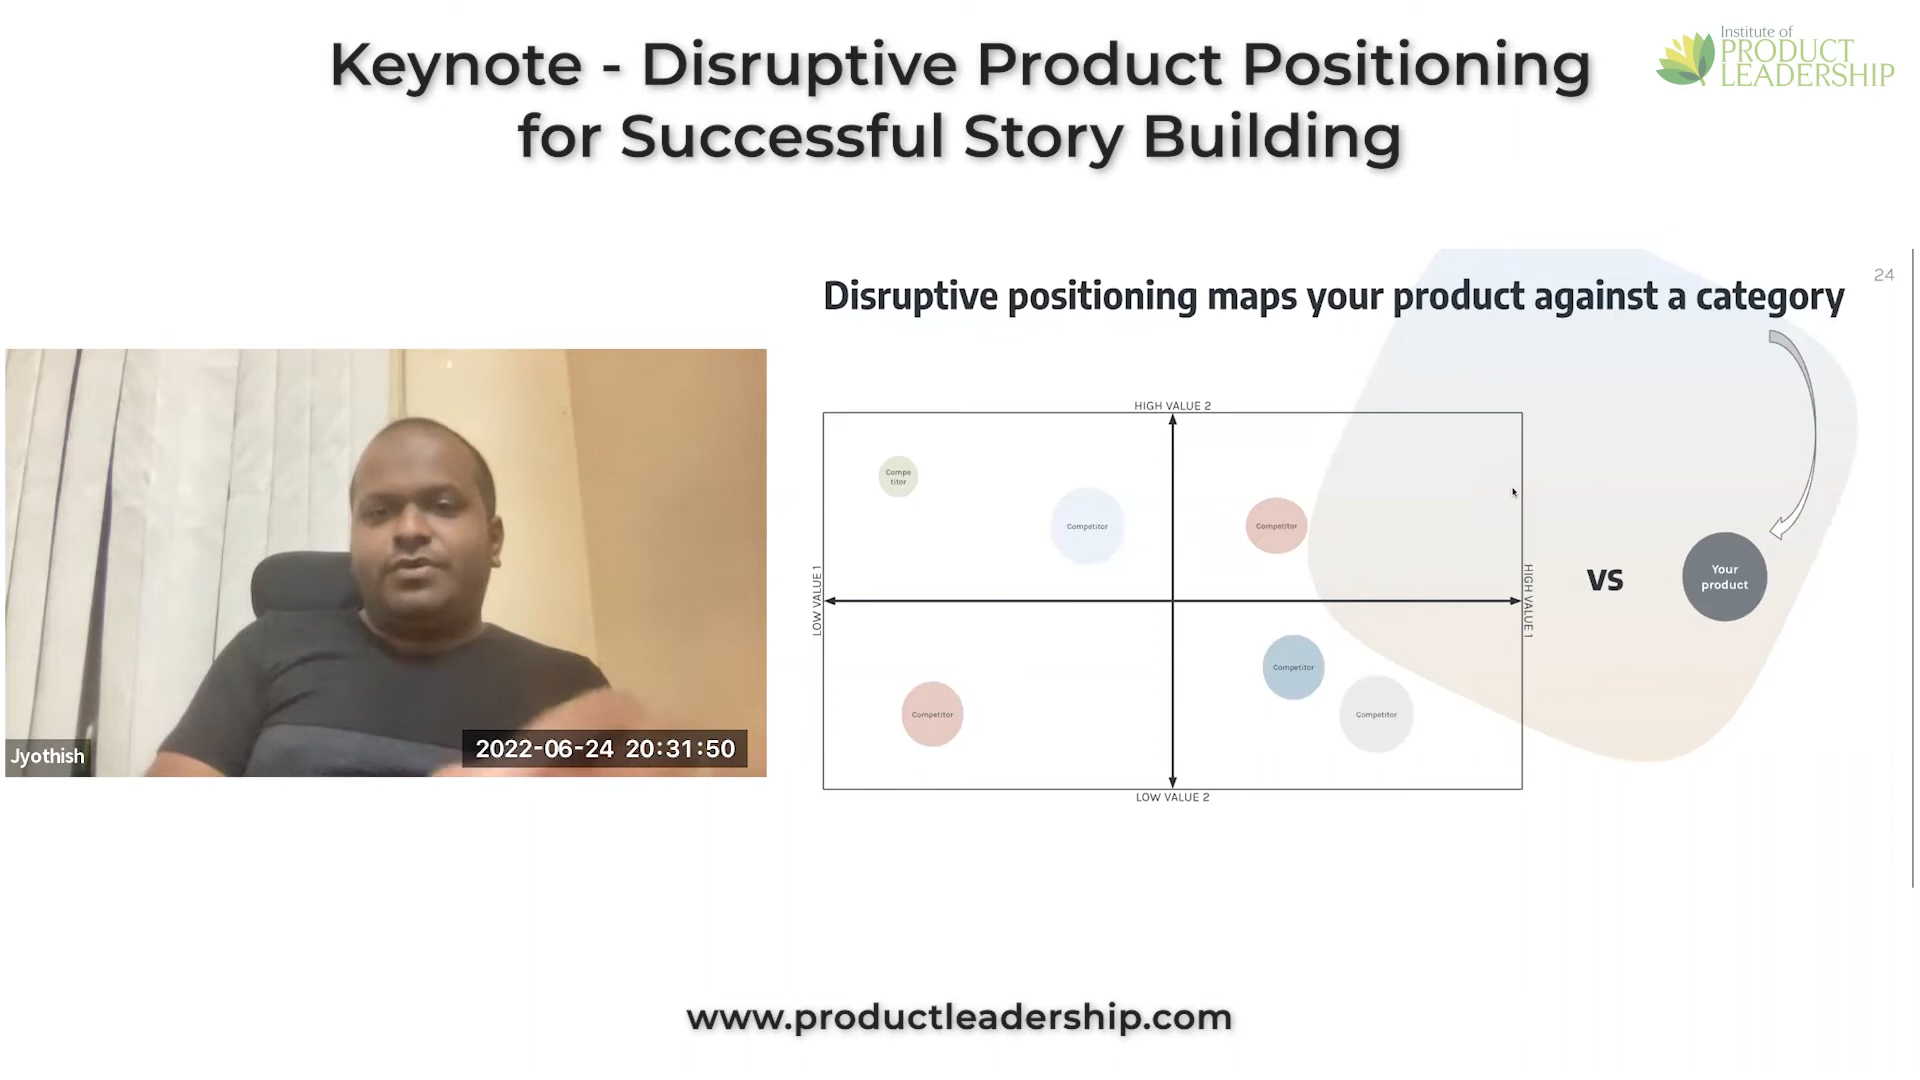 Keynote - Disruptive Product Positioning
for Successful Story Building
Institute of
PRODUCT
LEADERSHIP
24
Disruptive positioning maps your product against a category
HIGH VALUE 2
Compe
titor
Competitor
Competitor
LOW VALUE 1
HIGH VALUE 1
VS
Your
product
Competitor
Competitor
Competitor
LOW VALUE 2
Jyothish
2022-06-24 20:31:50
www.productleadership.com